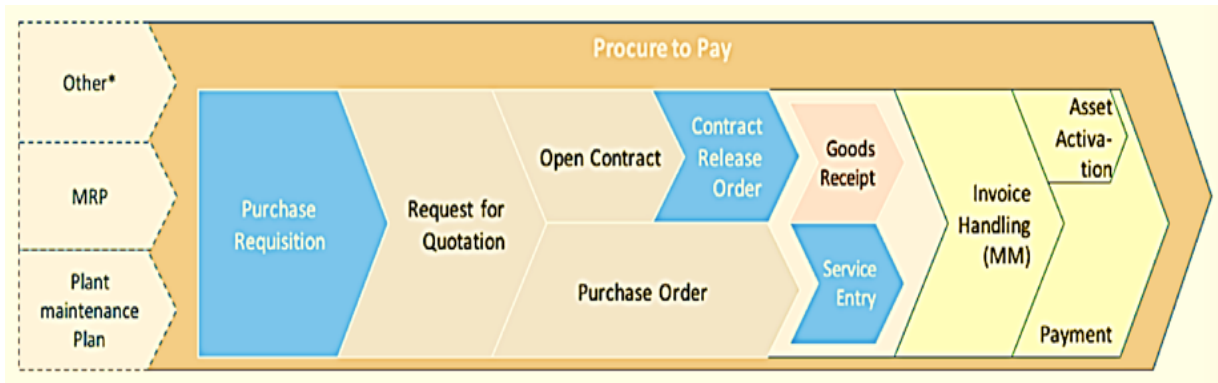 Procure to Pay
Other*
MRP
Plant
maintenance
Plan
Purchase
Requisition
Request for
Quotation
Open Contract
Contract
Release
Order
Purchase Order
Goods
Receipt
Service
Entry
Invoice
Handling
(MM)
Asset
Activa-
tion
Payment